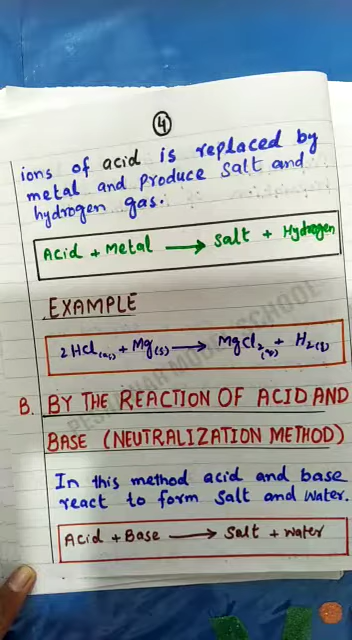 4
ions of acid is replaced by
metal and produce salt and
hydrogen gas.
Acid + Metal → Salt + Hydrogen
EXAMPLE
2HCl(aq) + Mg(s) → MgCl2(aq) + H2(g)
B. BY THE REACTION OF ACID AND
BASE (NEUTRALIZATION METHOD)
In this method acid and base
react to form salt and water.
Acid + Base → Salt + water